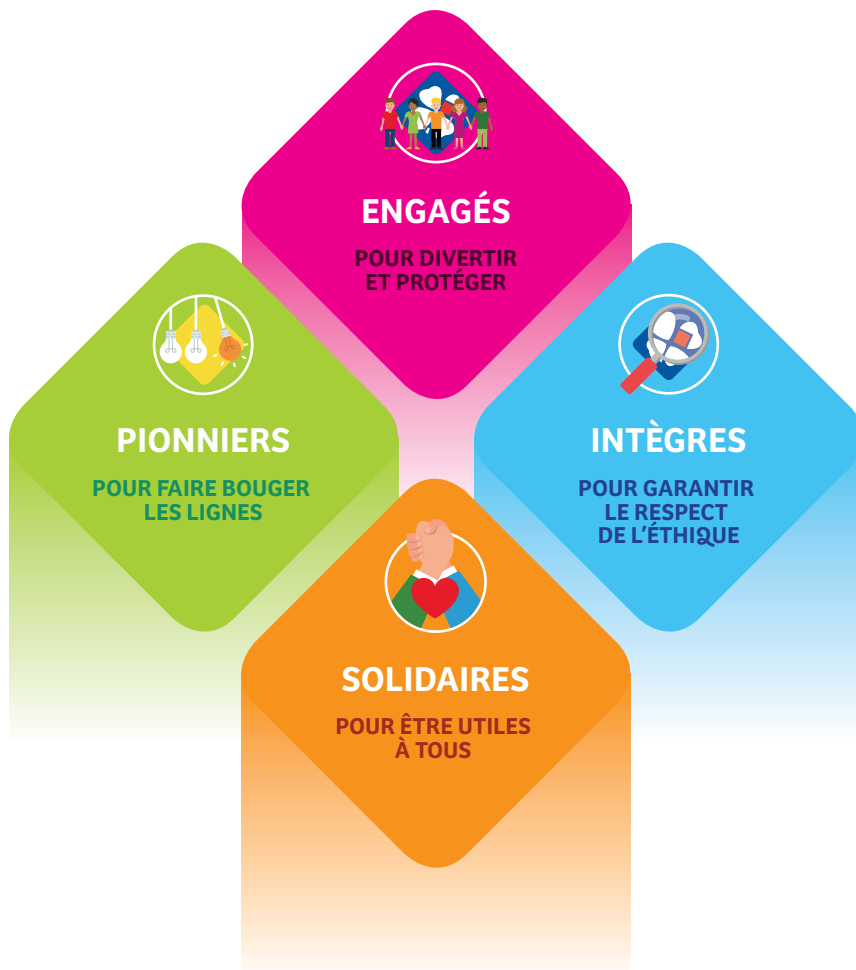 ENGAGÉS
POUR DIVERTIR
ET PROTÉGER
PIONNIERS
POUR FAIRE BOUGER
LES LIGNES
INTÈGRES
POUR GARANTIR
LE RESPECT
DE L'ÉTHIQUE
SOLIDAIRES
POUR ÊTRE UTILES
À TOUS